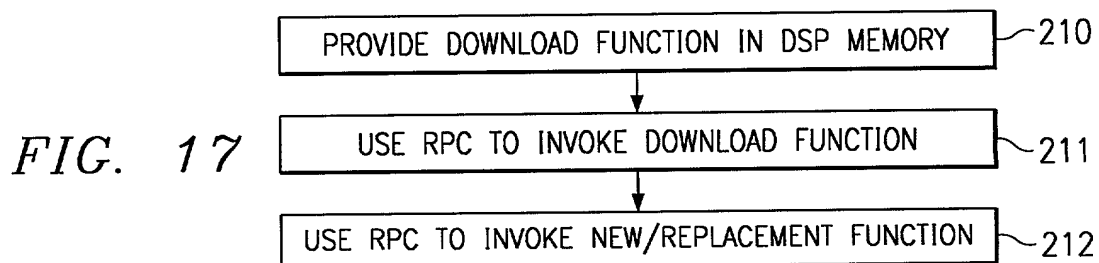 PROVIDE DOWNLOAD FUNCTION IN DSP MEMORY 210
FIG. 17
USE RPC TO INVOKE DOWNLOAD FUNCTION 211
USE RPC TO INVOKE NEW/REPLACEMENT FUNCTION 212